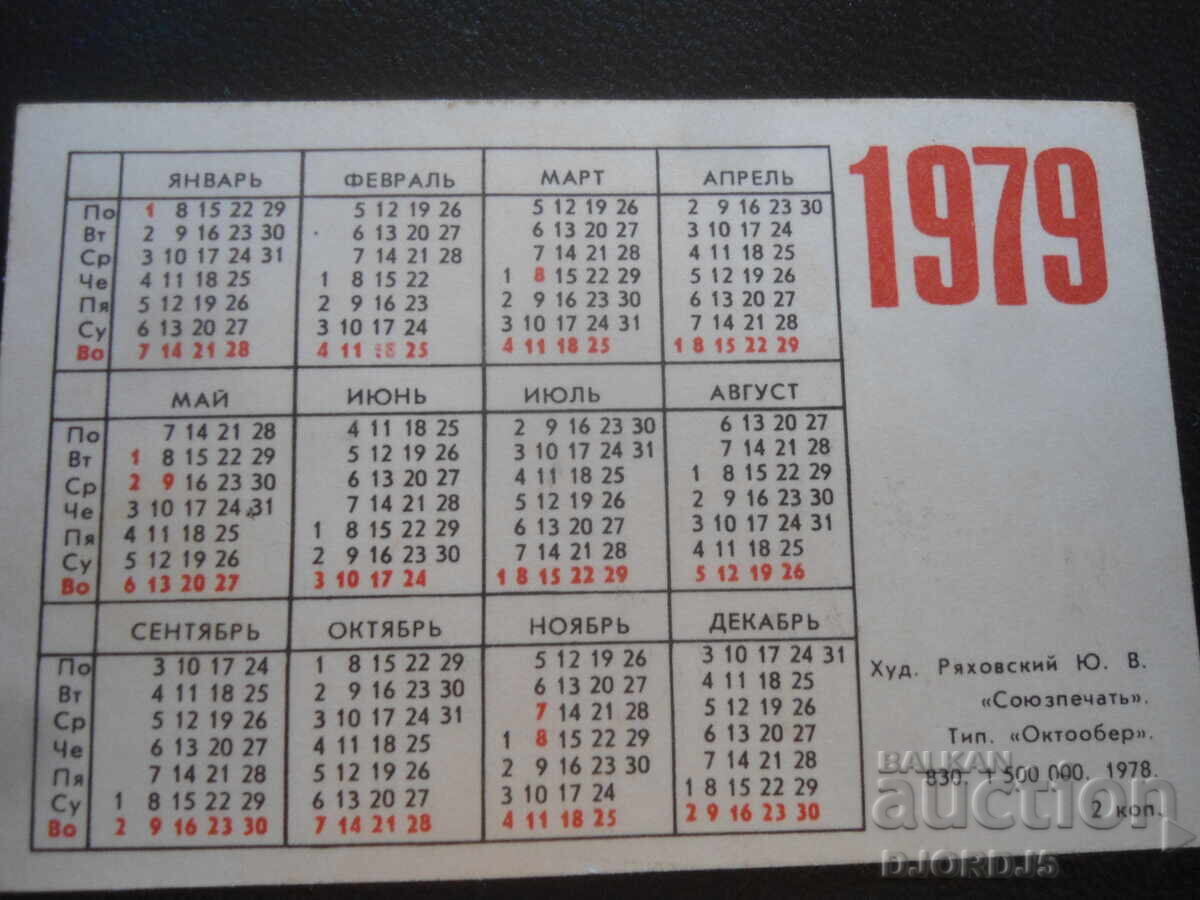 1979
ЯНВАРЬ ФЕВРАЛЬ МАРТ АПРЕЛЬ
По 1 8 15 22 29 5 12 19 26 5 12 19 26 2 9 16 23 30
Вт 2 9 16 23 30 6 13 20 27 6 13 20 27 3 10 17 24
Ср 3 10 17 24 31 7 14 21 28 7 14 21 28 4 11 18 25
Че 4 11 18 25 1 8 15 22 1 8 15 22 29 5 12 19 26
Пя 5 12 19 26 2 9 16 23 2 9 16 23 30 6 13 20 27
Су 6 13 20 27 3 10 17 24 3 10 17 24 31 7 14 21 28
Во 7 14 21 28 4 11 18 25 4 11 18 25 1 8 15 22 29
МАЙ ИЮНЬ ИЮЛЬ АВГУСТ
По 7 14 21 28 4 11 18 25 2 9 16 23 30 6 13 20 27
Вт 1 8 15 22 29 5 12 19 26 3 10 17 24 31 7 14 21 28
Ср 2 9 16 23 30 6 13 20 27 4 11 18 25 1 8 15 22 29
Че 3 10 17 24 31 7 14 21 28 5 12 19 26 2 9 16 23 30
Пя 4 11 18 25 1 8 15 22 29 6 13 20 27 3 10 17 24 31
Су 5 12 19 26 2 9 16 23 30 7 14 21 28 4 11 18 25
Во 6 13 20 27 3 10 17 24 1 8 15 22 29 5 12 19 26
СЕНТЯБРЬ ОКТЯБРЬ НОЯБРЬ ДЕКАБРЬ
По 3 10 17 24 1 8 15 22 29 5 12 19 26 3 10 17 24 31
Вт 4 11 18 25 2 9 16 23 30 6 13 20 27 4 11 18 25
Ср 5 12 19 26 3 10 17 24 31 7 14 21 28 5 12 19 26
Че 6 13 20 27 4 11 18 25 1 8 15 22 29 6 13 20 27
Пя 7 14 21 28 5 12 19 26 2 9 16 23 30 7 14 21 28
Су 1 8 15 22 29 6 13 20 27 3 10 17 24 1 8 15 22 29
Во 2 9 16 23 30 7 14 21 28 4 11 18 25 2 9 16 23 30
Худ. Ряховский Ю. В.
«Союзпечать».
Тип. «Октообер».
830. 1 500 000. 1978.
2 коп.
BALKAN
auction
DJORDJ5